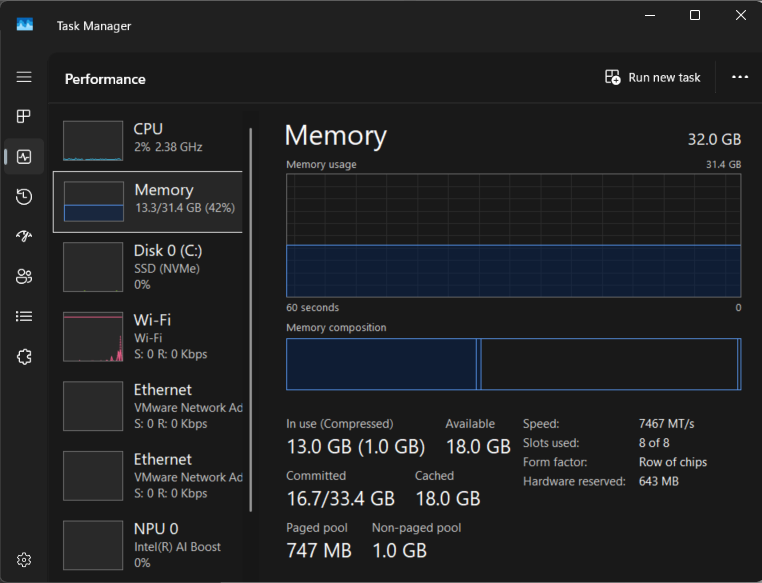 Task Manager
Performance
Run new task
CPU
2% 2.38 GHz
Memory
13.3/31.4 GB (42%)
Disk 0 (C:)
SSD (NVMe)
0%
Wi-Fi
Wi-Fi
S: 0 R: 0 Kbps
Ethernet
VMware Network Ad
S: 0 R: 0 Kbps
Ethernet
VMware Network Ad
S: 0 R: 0 Kbps
NPU 0
Intel(R) AI Boost
0%
Memory 32.0 GB
Memory usage 31.4 GB
60 seconds 0
Memory composition
In use (Compressed) Available
13.0 GB (1.0 GB) 18.0 GB
Committed Cached
16.7/33.4 GB 18.0 GB
Paged pool Non-paged pool
747 MB 1.0 GB
Speed: 7467 MT/s
Slots used: 8 of 8
Form factor: Row of chips
Hardware reserved: 643 MB